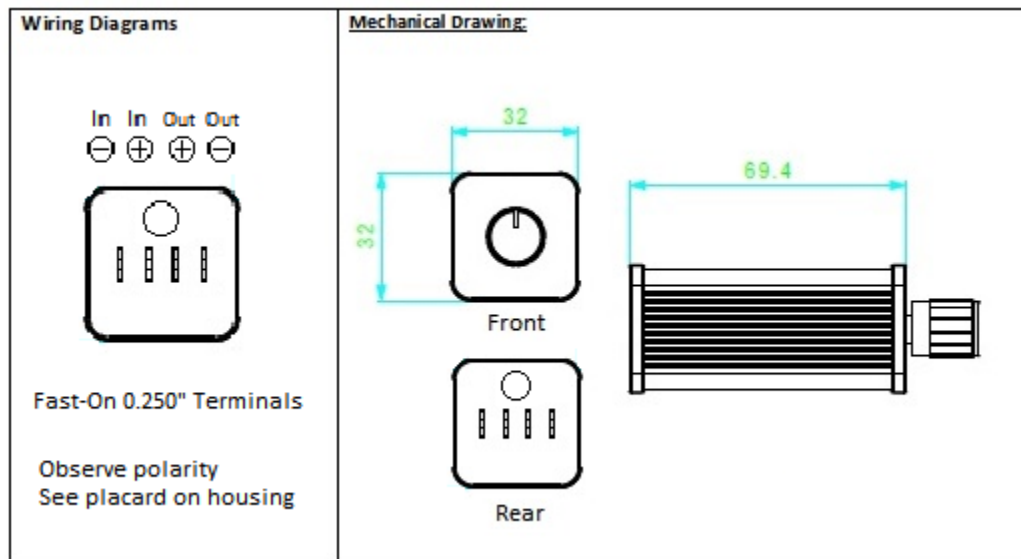 Wiring Diagrams
In In Out Out
Fast-On 0.250" Terminals
Observe polarity
See placard on housing
Mechanical Drawing:
32
32
69.4
Front
Rear